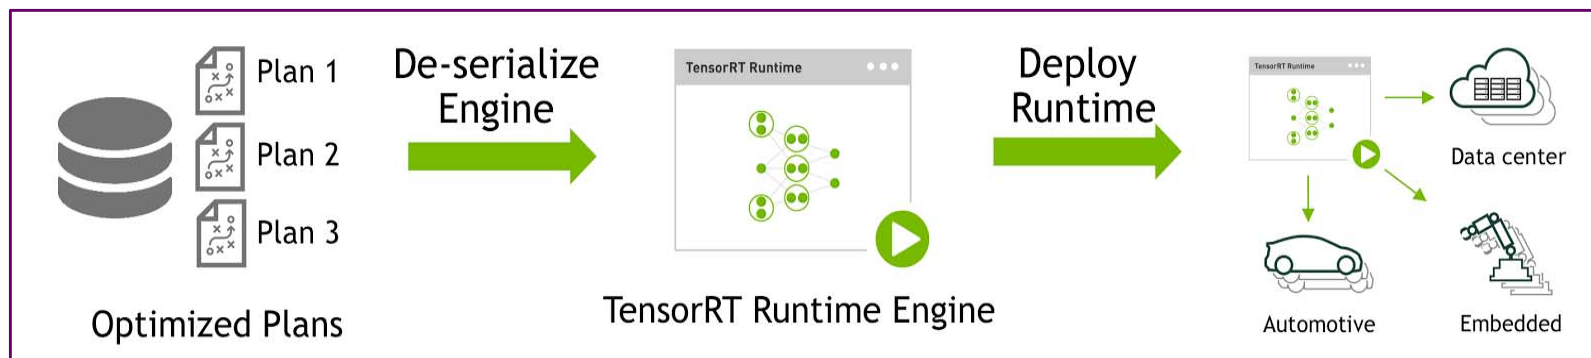 Plan 1
Plan 2
Plan 3
Optimized Plans
De-serialize
Engine
TensorRT Runtime
TensorRT Runtime Engine
Deploy
Runtime
TensorRT Runtime
Data center
Automotive
Embedded